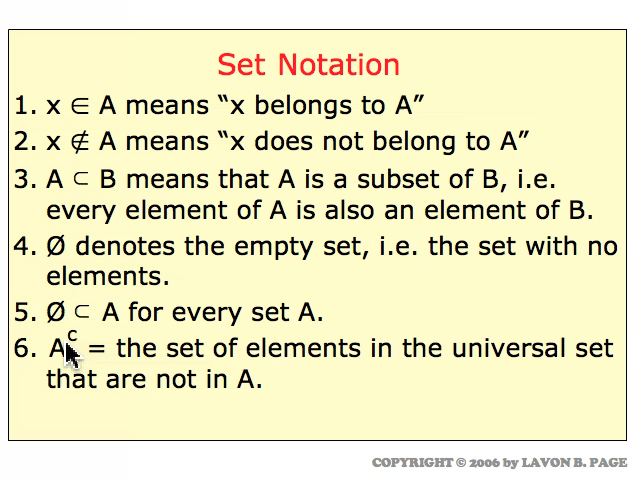 Set Notation
1. x ∈ A means “x belongs to A”
2. x ∉ A means “x does not belong to A”
3. A ⊂ B means that A is a subset of B, i.e.
every element of A is also an element of B.
4. Ø denotes the empty set, i.e. the set with no
elements.
5. Ø ⊂ A for every set A.
6. Aᶜ = the set of elements in the universal set
that are not in A.
COPYRIGHT © 2006 by LAVON B. PAGE